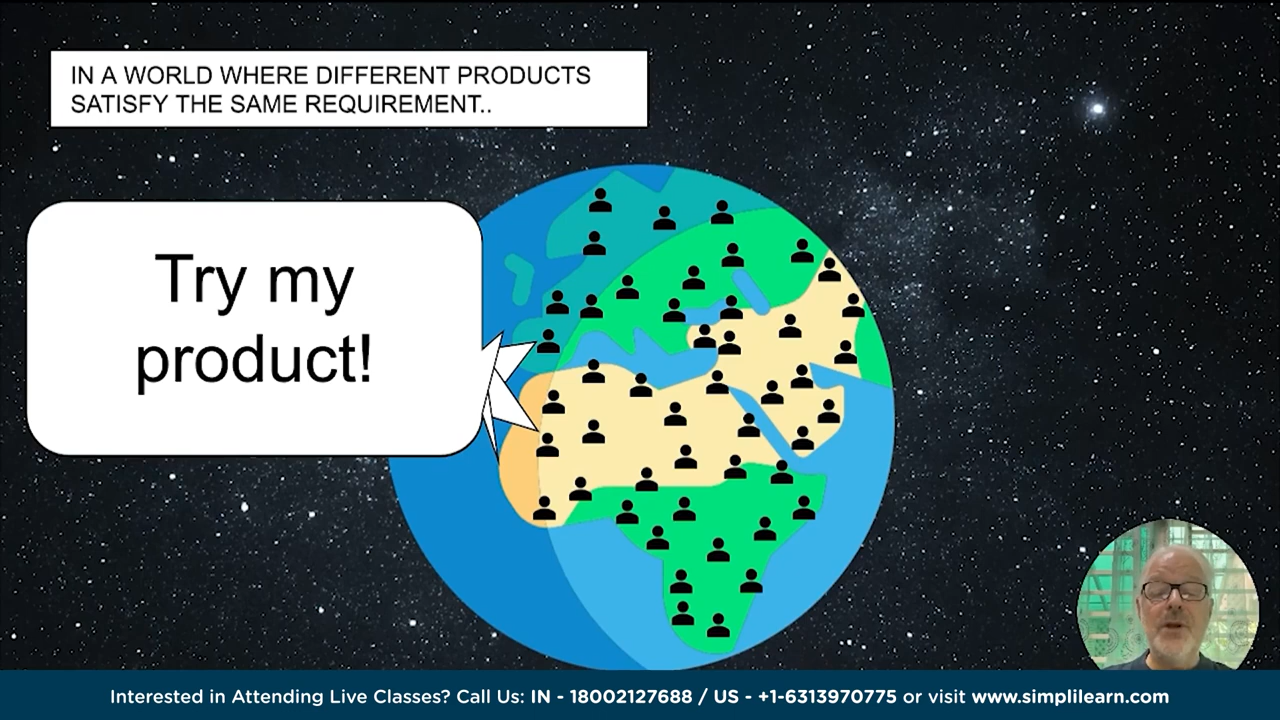 IN A WORLD WHERE DIFFERENT PRODUCTS
SATISFY THE SAME REQUIREMENT..
Try my
product!
Interested in Attending Live Classes? Call Us: IN - 18002127688 / US - +1-6313970775 or visit www.simplilearn.com